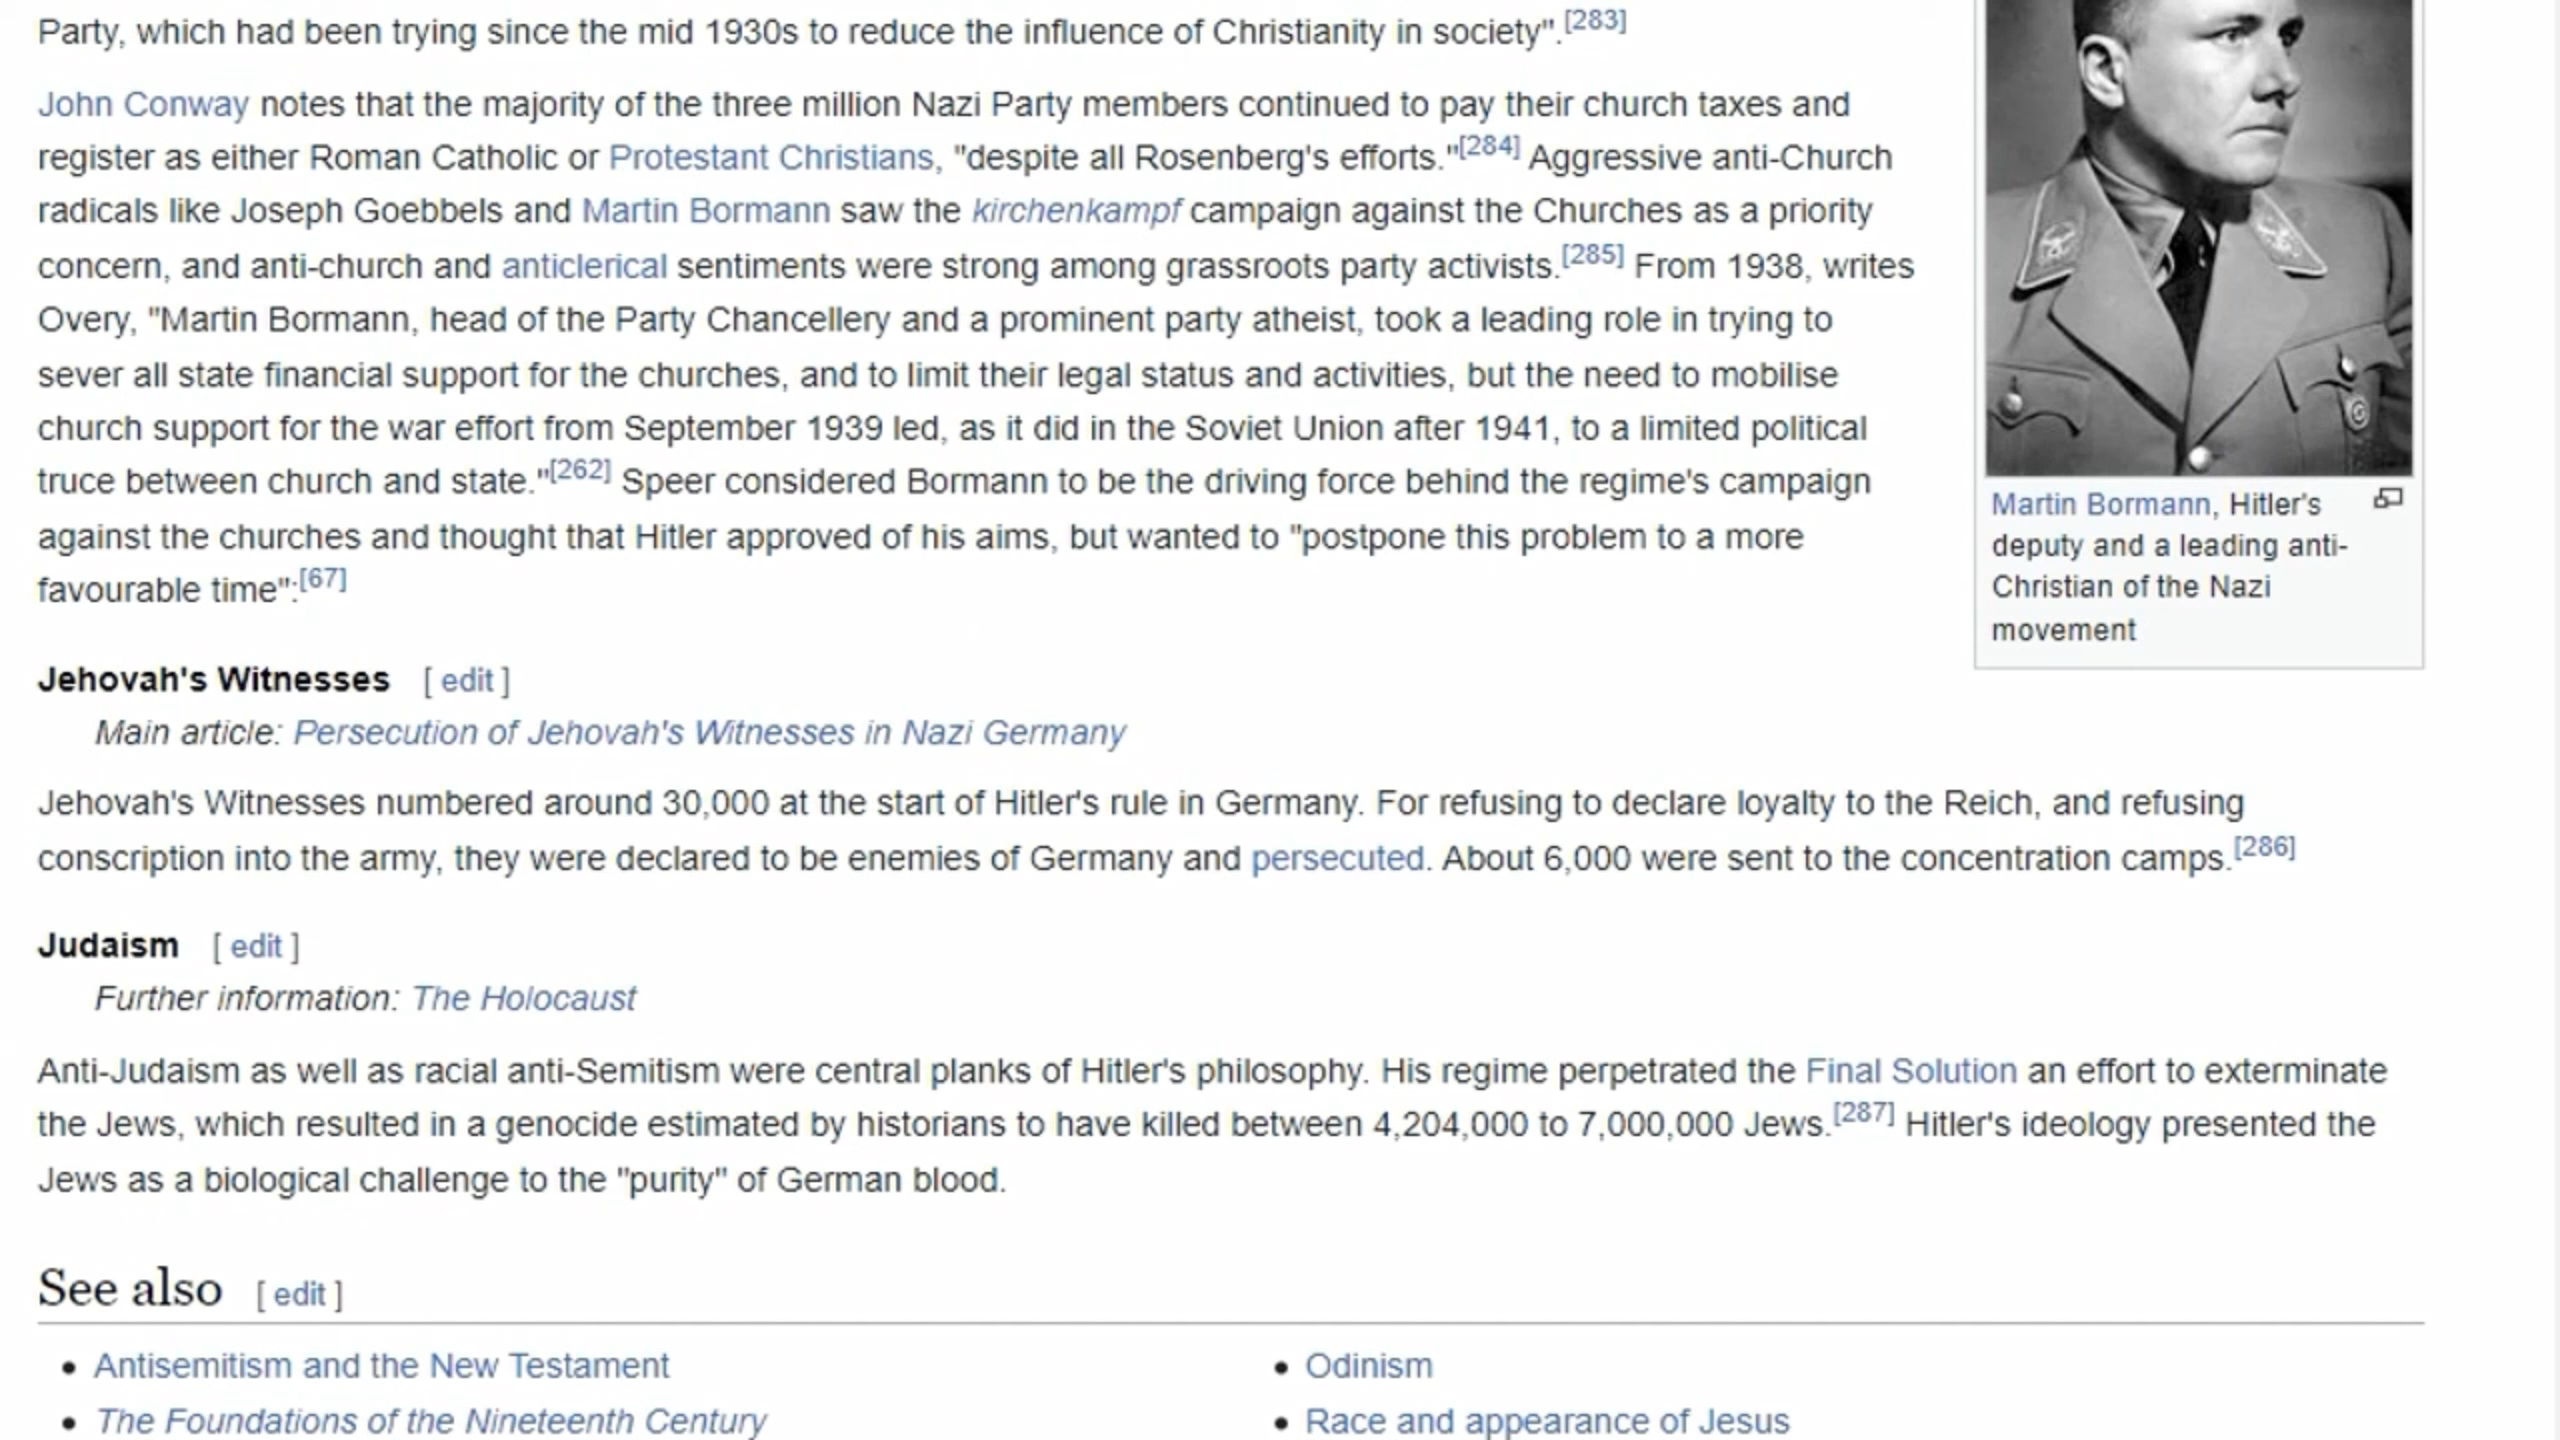 Party, which had been trying since the mid 1930s to reduce the influence of Christianity in society".[283]
John Conway notes that the majority of the three million Nazi Party members continued to pay their church taxes and
register as either Roman Catholic or Protestant Christians, "despite all Rosenberg's efforts."[284] Aggressive anti-Church
radicals like Joseph Goebbels and Martin Bormann saw the kirchenkampf campaign against the Churches as a priority
concern, and anti-church and anticlerical sentiments were strong among grassroots party activists.[285] From 1938, writes
Overy, "Martin Bormann, head of the Party Chancellery and a prominent party atheist, took a leading role in trying to
sever all state financial support for the churches, and to limit their legal status and activities, but the need to mobilise
church support for the war effort from September 1939 led, as it did in the Soviet Union after 1941, to a limited political
truce between church and state."[262] Speer considered Bormann to be the driving force behind the regime's campaign
against the churches and thought that Hitler approved of his aims, but wanted to "postpone this problem to a more
favourable time":[67]
Martin Bormann, Hitler's
deputy and a leading anti-
Christian of the Nazi
movement
Jehovah's Witnesses [ edit ]
Main article: Persecution of Jehovah's Witnesses in Nazi Germany
Jehovah's Witnesses numbered around 30,000 at the start of Hitler's rule in Germany. For refusing to declare loyalty to the Reich, and refusing
conscription into the army, they were declared to be enemies of Germany and persecuted. About 6,000 were sent to the concentration camps.[286]
Judaism [ edit ]
Further information: The Holocaust
Anti-Judaism as well as racial anti-Semitism were central planks of Hitler's philosophy. His regime perpetrated the Final Solution an effort to exterminate
the Jews, which resulted in a genocide estimated by historians to have killed between 4,204,000 to 7,000,000 Jews.[287] Hitler's ideology presented the
Jews as a biological challenge to the "purity" of German blood.
See also [ edit ]
• Antisemitism and the New Testament
• The Foundations of the Nineteenth Century
• Odinism
• Race and appearance of Jesus